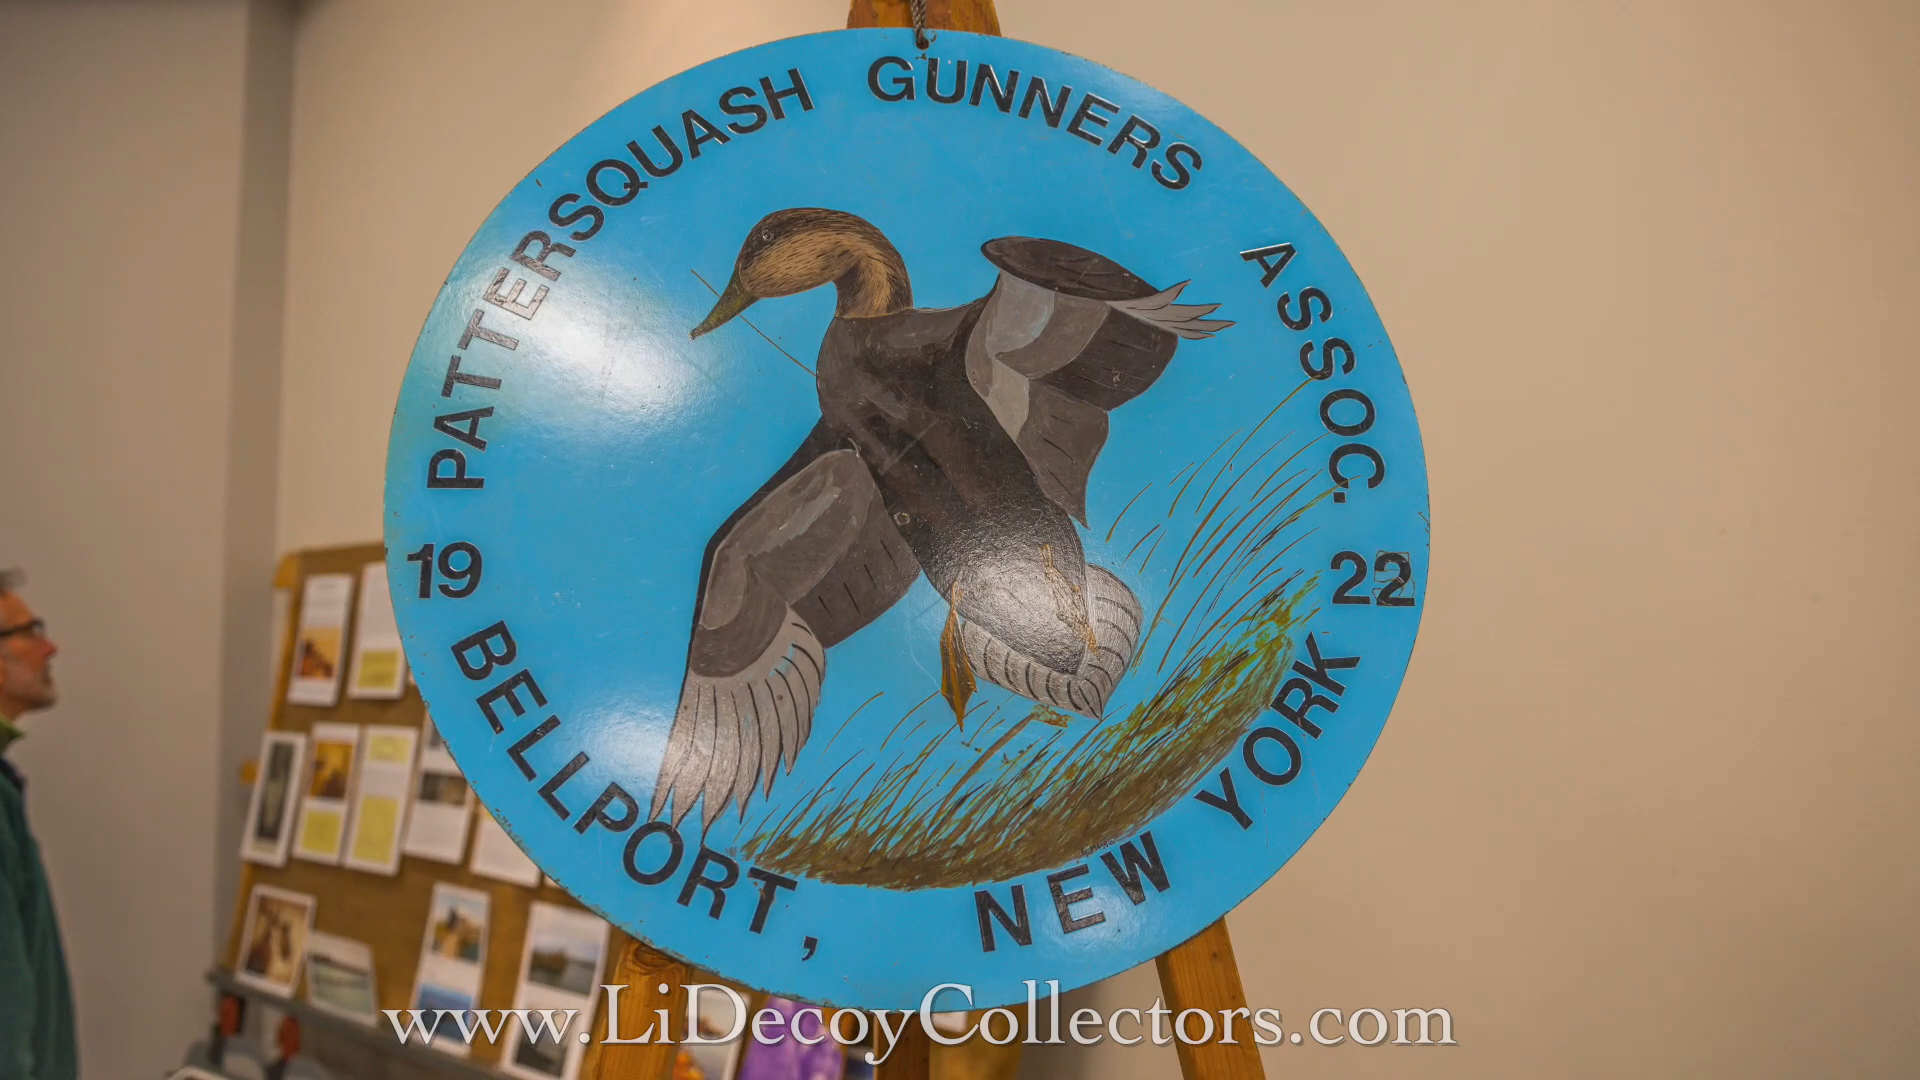 PATTERSQUASH GUNNERS ASSOC.
19 22
BELLPORT, NEW YORK
www.LiDecoyCollectors.com